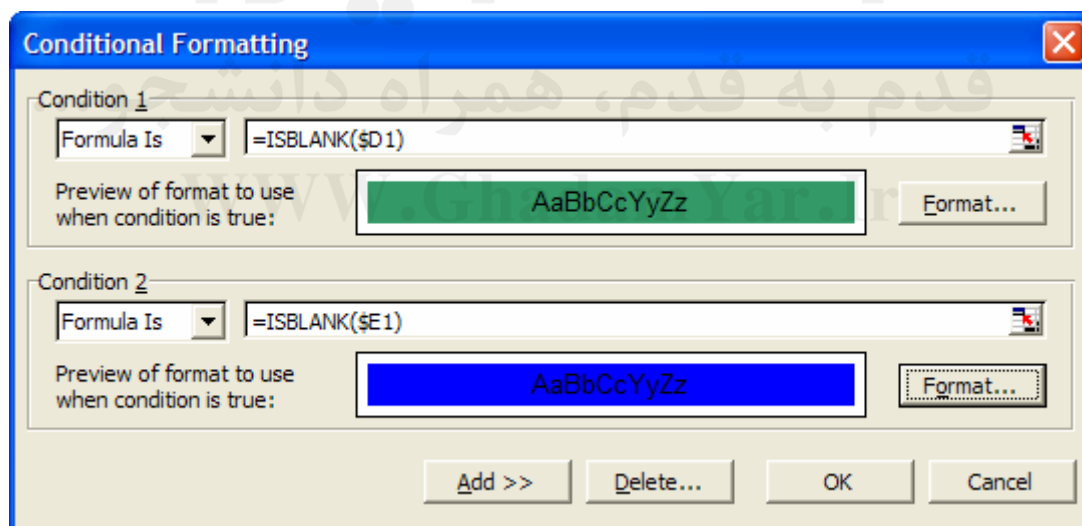 Conditional Formatting
قدم به قدم، همراه دانشجو
Condition 1
Formula Is
=ISBLANK($D1)
Preview of format to use
when condition is true:
AaBbCcYyZz
Format...
WWW.GhadamYar.Ir
Condition 2
Formula Is
=ISBLANK($E1)
Preview of format to use
when condition is true:
AaBbCcYyZz
Format...
Add >>
Delete...
OK
Cancel